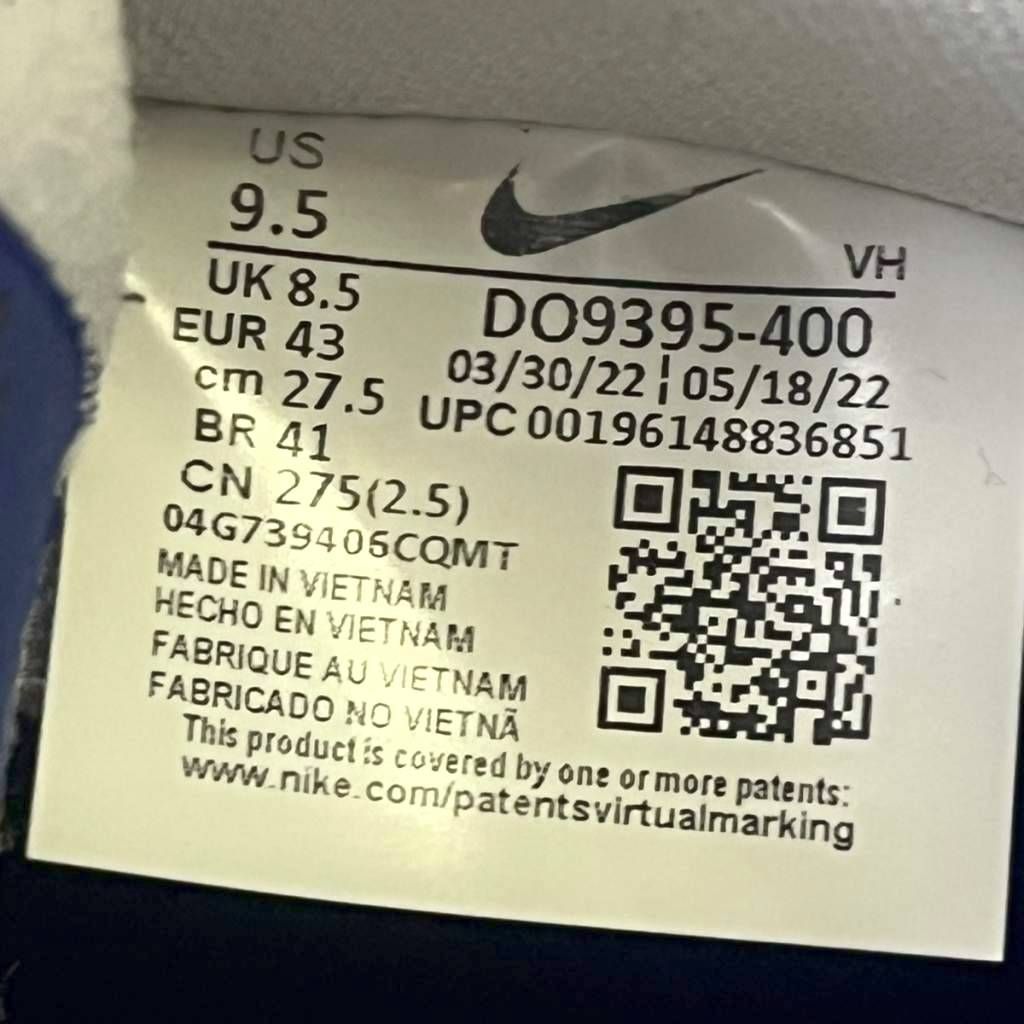 US
9.5
VH
UK 8.5
DO9395-400
EUR 43
03/30/22¦05/18/22
cm 27.5
UPC 00196148836851
BR 41
CN 275(2.5)
04G739406CQMT
MADE IN VIETNAM
HECHO EN VIETNAM
FABRIQUE AU VIETNAM
FABRICADO NO VIETNÃ
This product is covered by one or more patents:
www.nike.com/patentsvirtualmarking